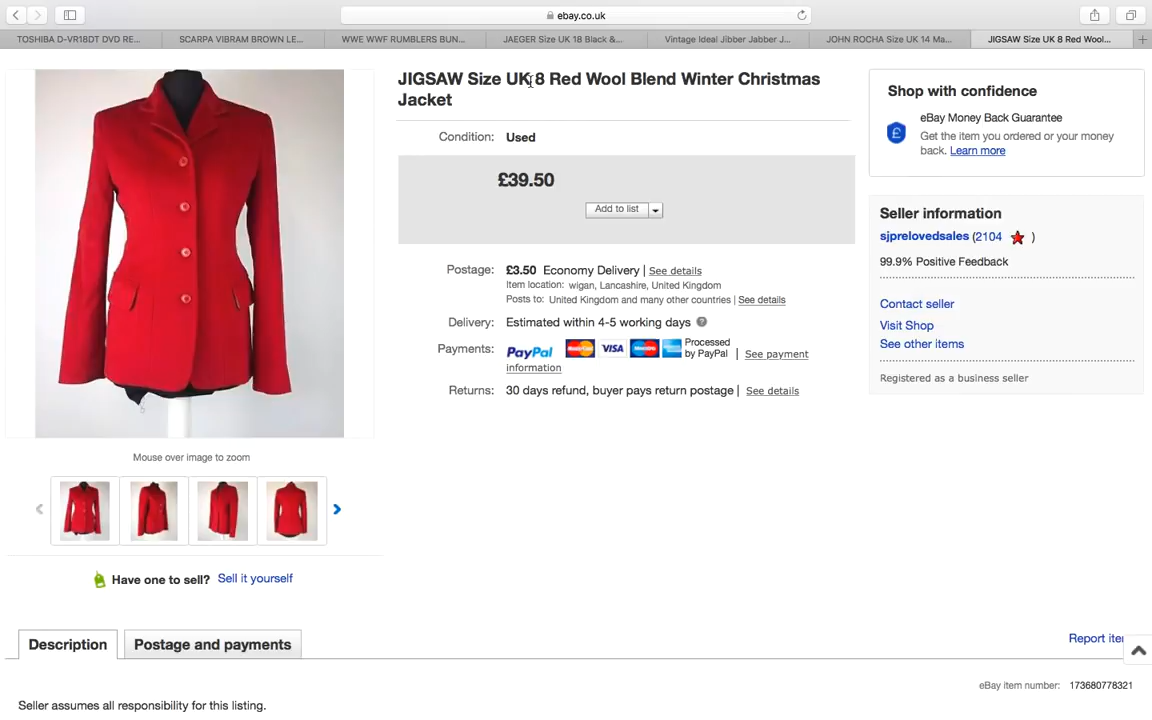 ebay.co.uk
TOSHIBA D-VR18DT DVD RE...
SCARPA VIBRAM BROWN LE...
WWE WWF RUMBLERS BUN...
JAEGER Size UK 18 Black &...
Vintage Ideal Jibber Jabber J...
JOHN ROCHA Size UK 14 Ma...
JIGSAW Size UK 8 Red Wool...
JIGSAW Size UK 8 Red Wool Blend Winter Christmas
Jacket
Condition: Used
£39.50
Add to list
Postage: £3.50 Economy Delivery | See details
Item location: wigan, Lancashire, United Kingdom
Posts to: United Kingdom and many other countries | See details
Delivery: Estimated within 4-5 working days
Payments: PayPal MasterCard VISA Maestro Processed
by PayPal | See payment
information
Returns: 30 days refund, buyer pays return postage | See details
Shop with confidence
eBay Money Back Guarantee
Get the item you ordered or your money
back. Learn more
Seller information
sjprelovedsales (2104 )
99.9% Positive Feedback
Contact seller
Visit Shop
See other items
Registered as a business seller
Mouse over image to zoom
Have one to sell? Sell it yourself
Description
Postage and payments
Report iter
eBay item number: 173680778321
Seller assumes all responsibility for this listing.